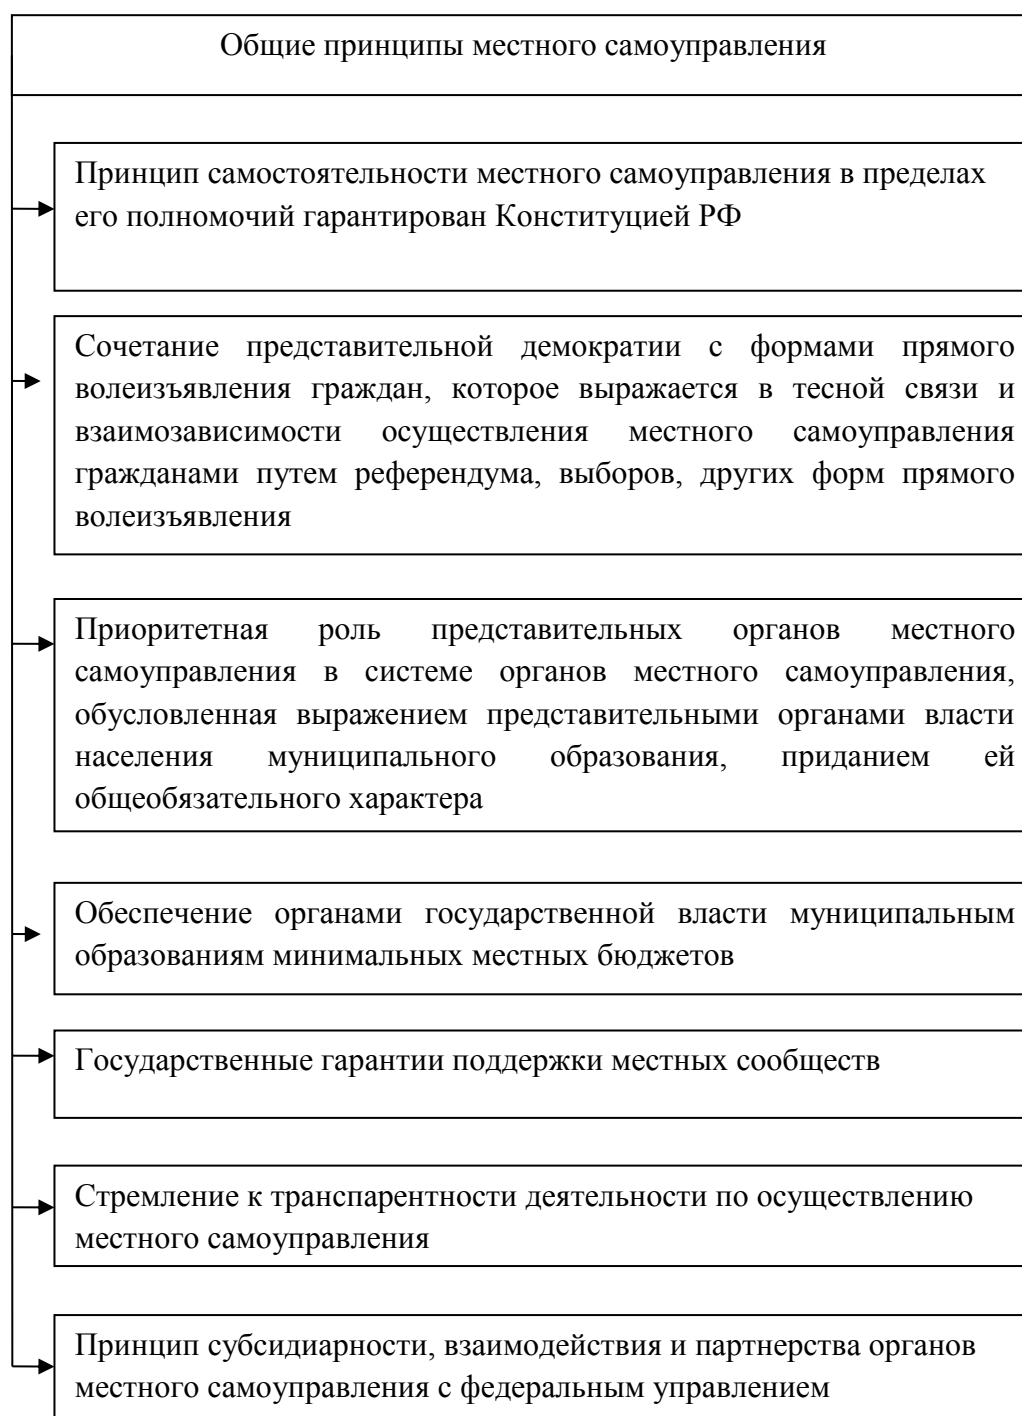 Общие принципы местного самоуправления
Принцип самостоятельности местного самоуправления в пределах
его полномочий гарантирован Конституцией РФ
Сочетание представительной демократии с формами прямого
волеизъявления граждан, которое выражается в тесной связи и
взаимозависимости осуществления местного самоуправления
гражданами путем референдума, выборов, других форм прямого
волеизъявления
Приоритетная роль представительных органов местного
самоуправления в системе органов местного самоуправления,
обусловленная выражением представительными органами власти
населения муниципального образования, приданием ей
общеобязательного характера
Обеспечение органами государственной власти муниципальным
образованиям минимальных местных бюджетов
Государственные гарантии поддержки местных сообществ
Стремление к транспарентности деятельности по осуществлению
местного самоуправления
Принцип субсидиарности, взаимодействия и партнерства органов
местного самоуправления с федеральным управлением